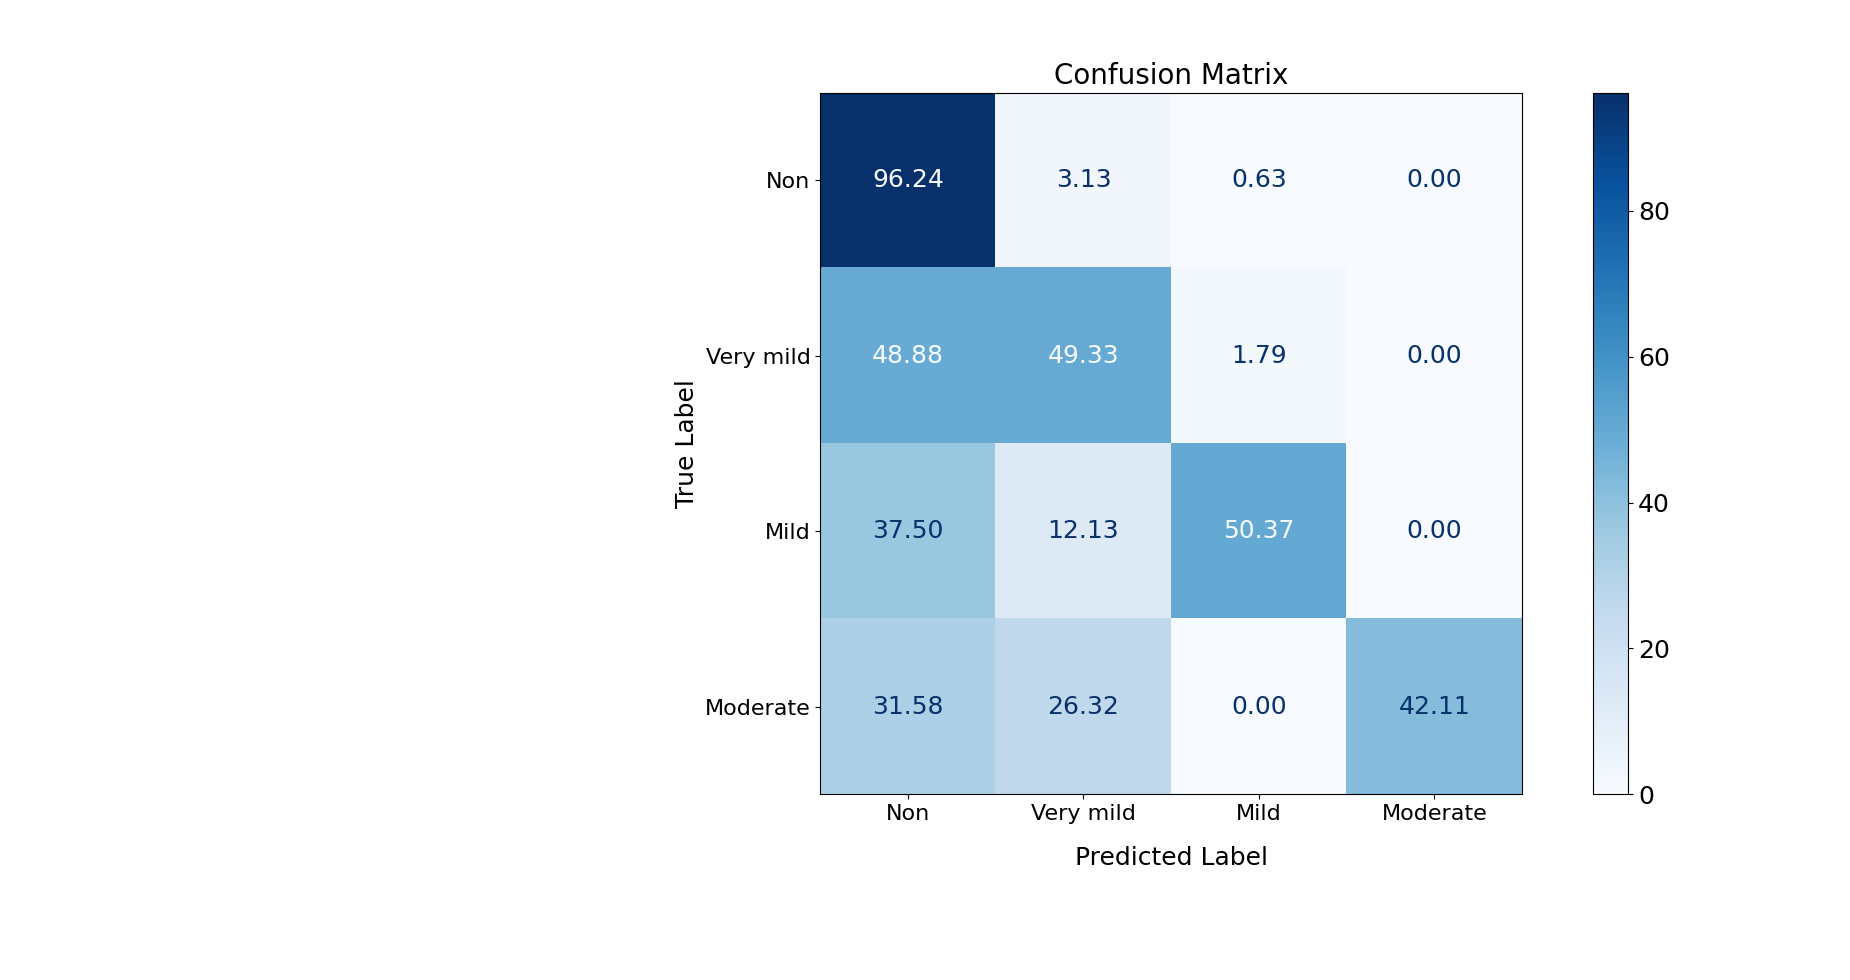 Confusion Matrix
Non 96.24 3.13 0.63 0.00
Very mild 48.88 49.33 1.79 0.00
Mild 37.50 12.13 50.37 0.00
Moderate 31.58 26.32 0.00 42.11
Non Very mild Mild Moderate
Predicted Label
True Label
80
60
40
20
0